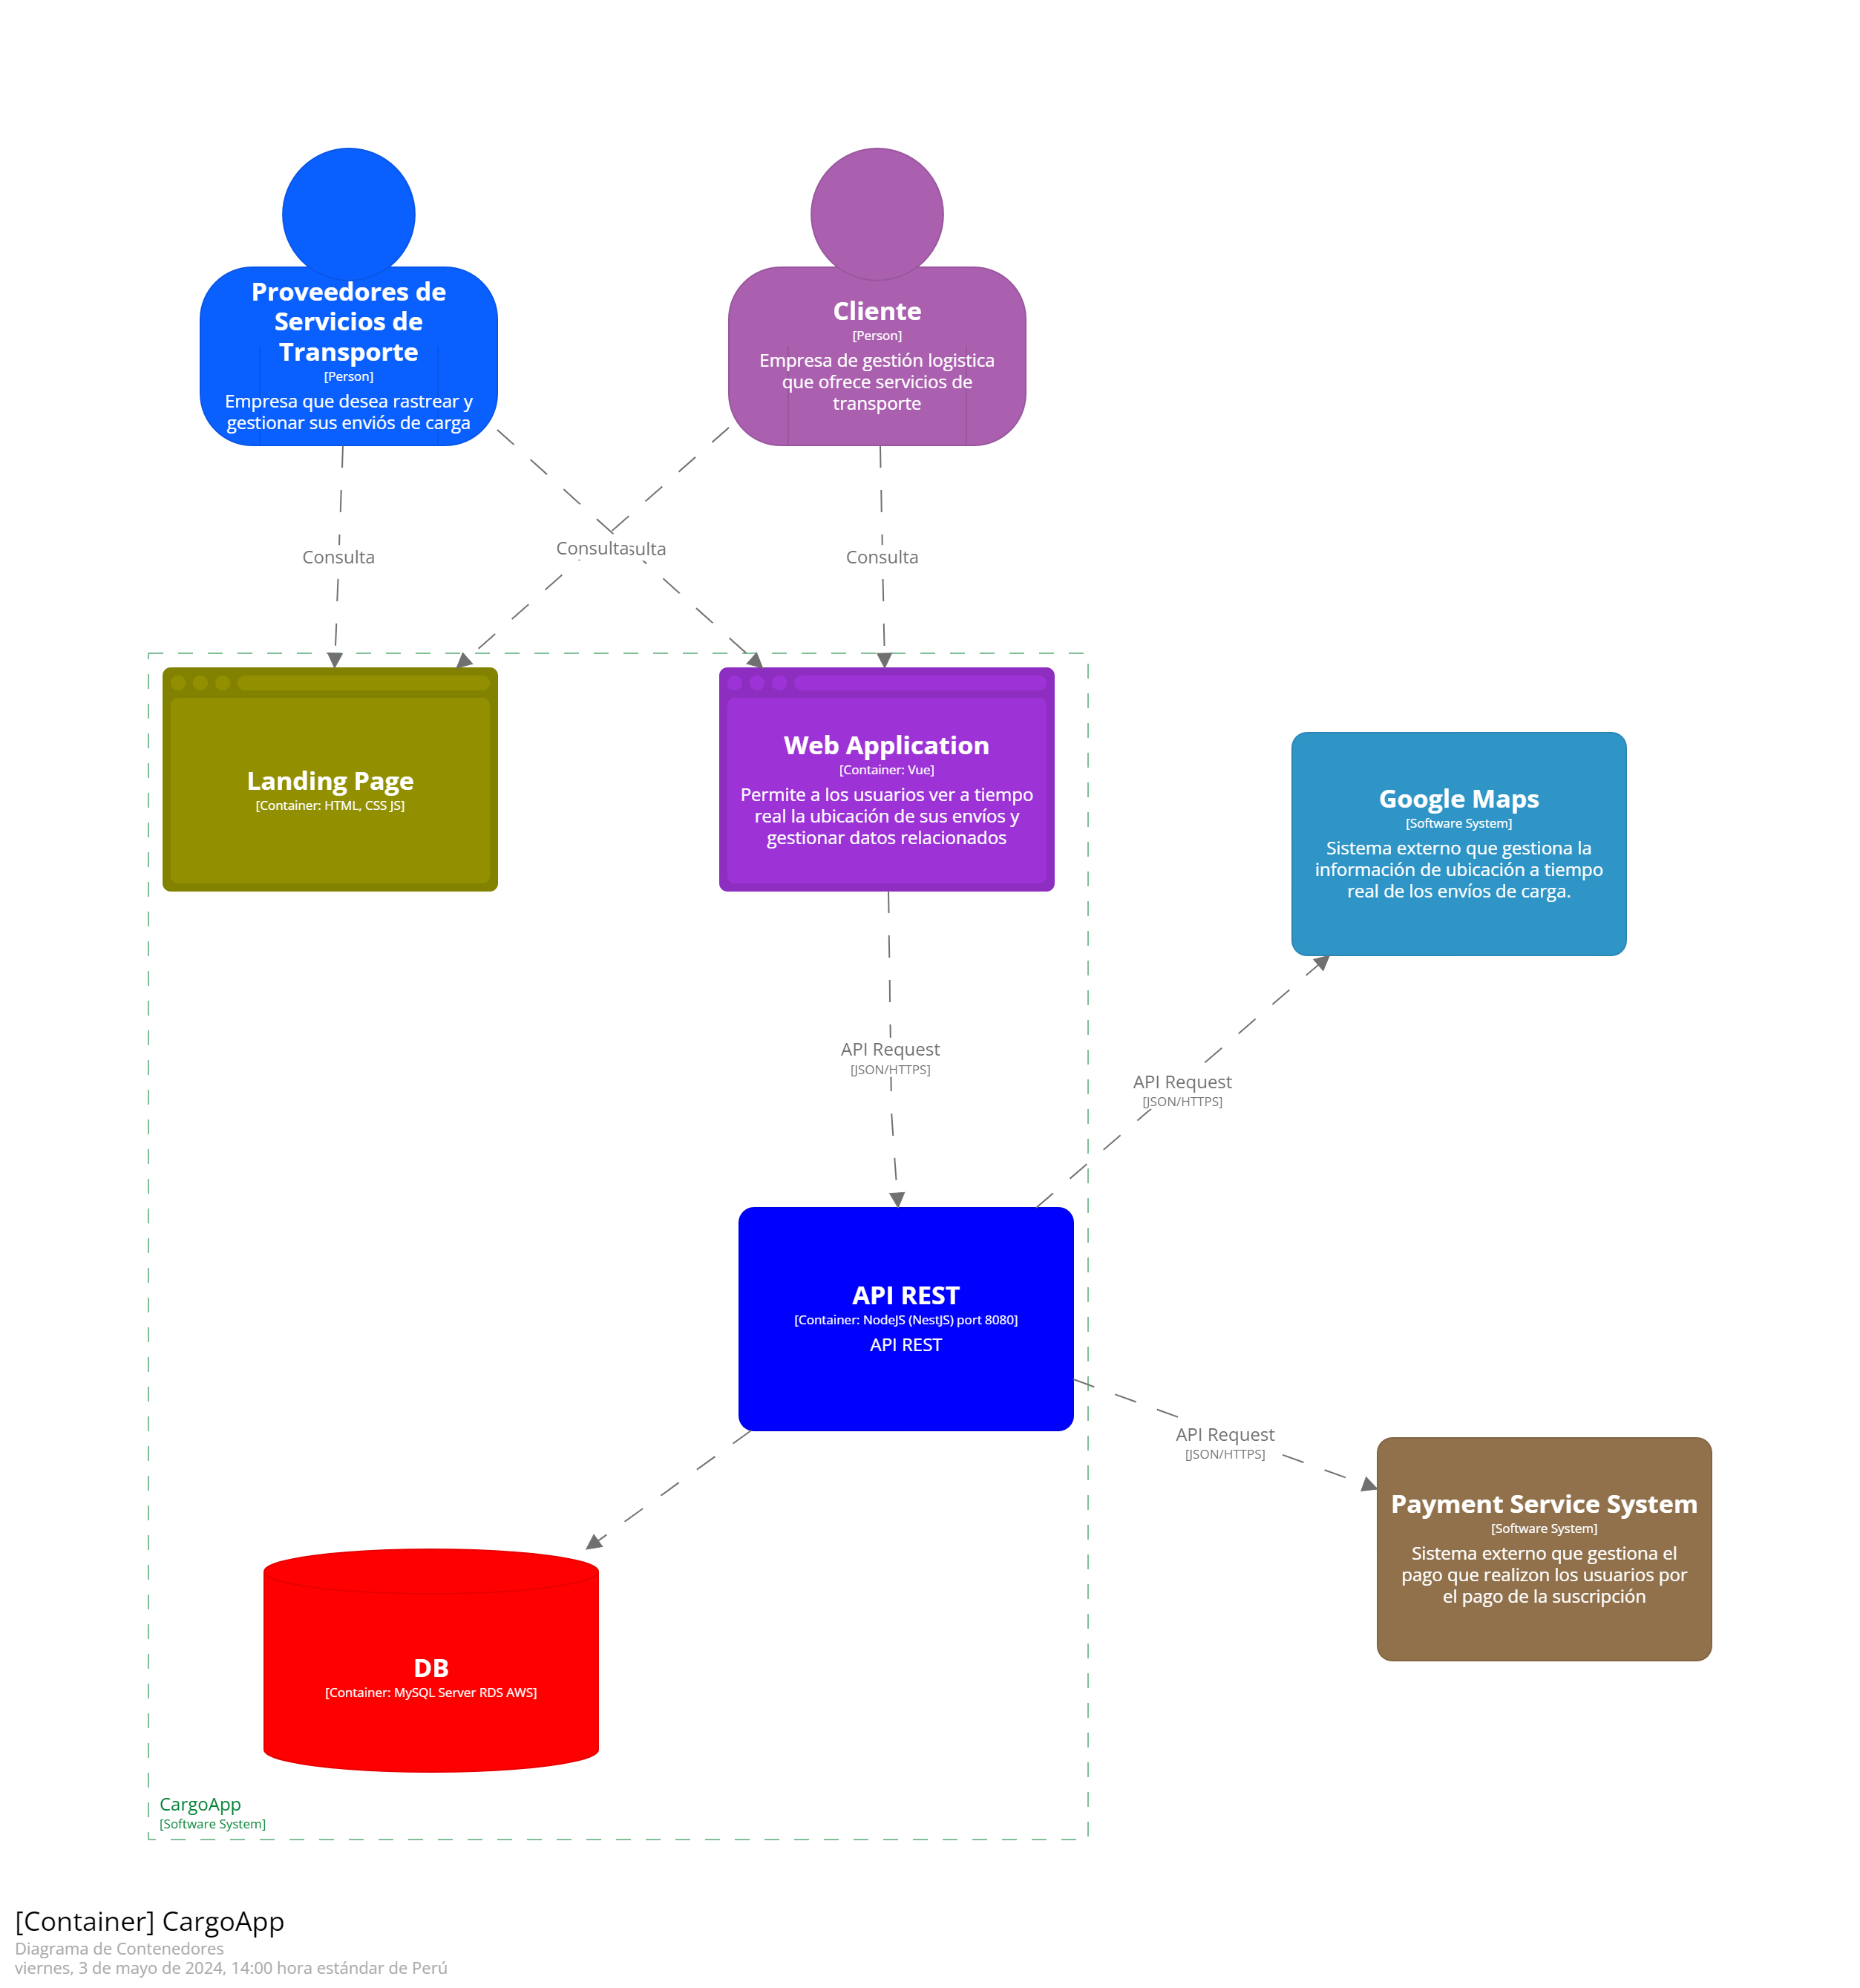 Proveedores de
Servicios de
Transporte
[Person]
Empresa que desea rastrear y
gestionar sus enviós de carga
Cliente
[Person]
Empresa de gestión logistica
que ofrece servicios de
transporte
Consulta
Consulta
sulta
Consulta
Landing Page
[Container: HTML, CSS JS]
Web Application
[Container: Vue]
Permite a los usuarios ver a tiempo
real la ubicación de sus envíos y
gestionar datos relacionados
Google Maps
[Software System]
Sistema externo que gestiona la
información de ubicación a tiempo
real de los envíos de carga.
API Request
[JSON/HTTPS]
API Request
[JSON/HTTPS]
API REST
[Container: NodeJS (NestJS) port 8080]
API REST
API Request
[JSON/HTTPS]
Payment Service System
[Software System]
Sistema externo que gestiona el
pago que realizon los usuarios por
el pago de la suscripción
DB
[Container: MySQL Server RDS AWS]
CargoApp
[Software System]
[Container] CargoApp
Diagrama de Contenedores
viernes, 3 de mayo de 2024, 14:00 hora estándar de Perú